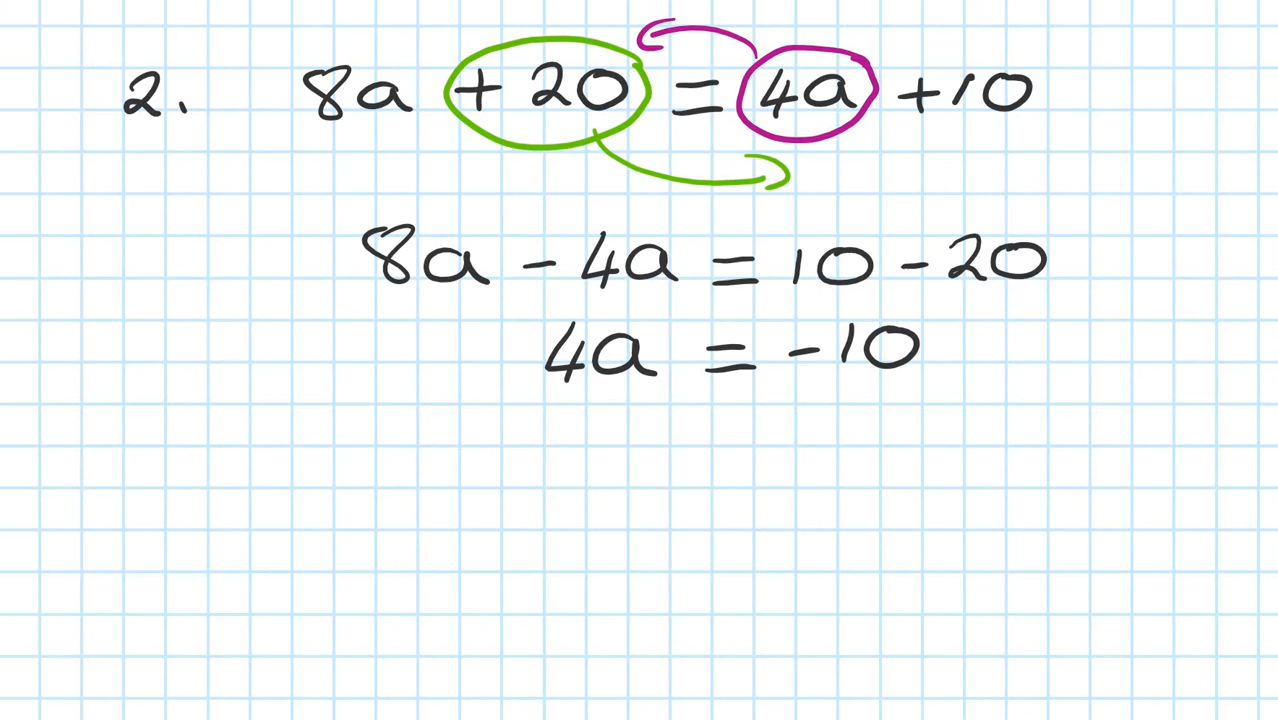 2. 8a + 20 = 4a + 10
8a - 4a = 10 - 20
4a = -10